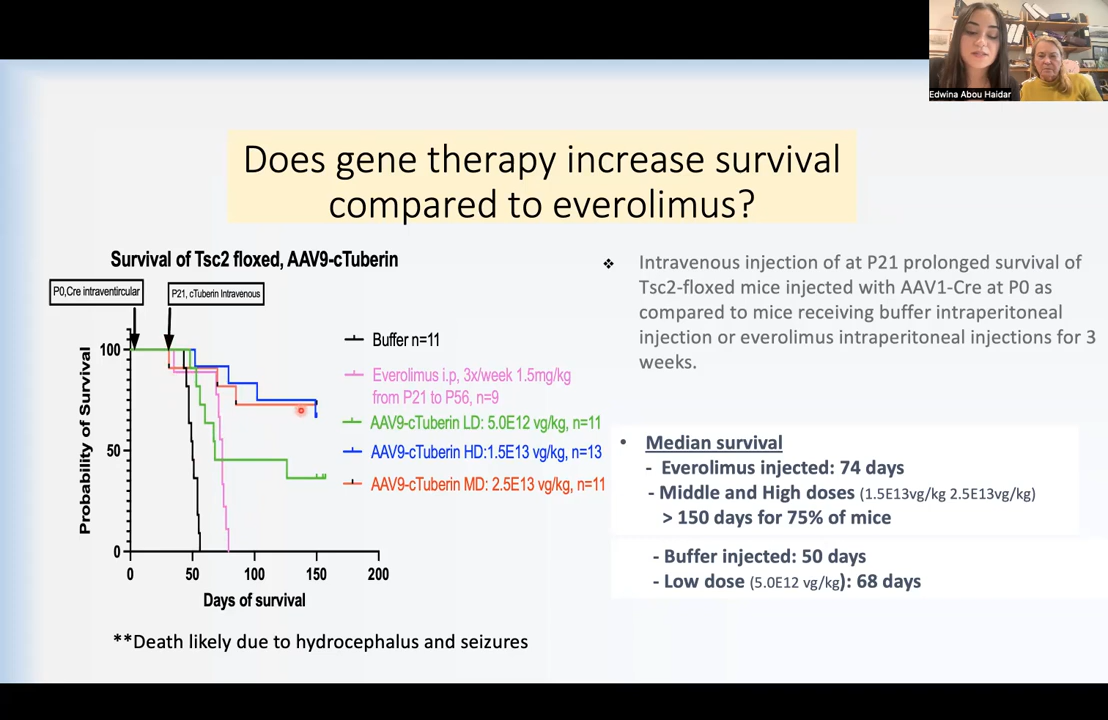 Edwina Abou Haidar
Does gene therapy increase survival
compared to everolimus?
Survival of Tsc2 floxed, AAV9-cTuberin
P0,Cre intraventircular
P21, cTuberin Intravenous
Probability of Survival
100
50
0
0 50 100 150 200
Days of survival
Buffer n=11
Everolimus i.p, 3x/week 1.5mg/kg
from P21 to P56, n=9
AAV9-cTuberin LD: 5.0E12 vg/kg, n=11
AAV9-cTuberin HD:1.5E13 vg/kg, n=13
AAV9-cTuberin MD: 2.5E13 vg/kg, n=11
**Death likely due to hydrocephalus and seizures
❖ Intravenous injection of at P21 prolonged survival of
Tsc2-floxed mice injected with AAV1-Cre at P0 as
compared to mice receiving buffer intraperitoneal
injection or everolimus intraperitoneal injections for 3
weeks.
• Median survival
- Everolimus injected: 74 days
- Middle and High doses (1.5E13vg/kg 2.5E13vg/kg)
> 150 days for 75% of mice
- Buffer injected: 50 days
- Low dose (5.0E12 vg/kg): 68 days